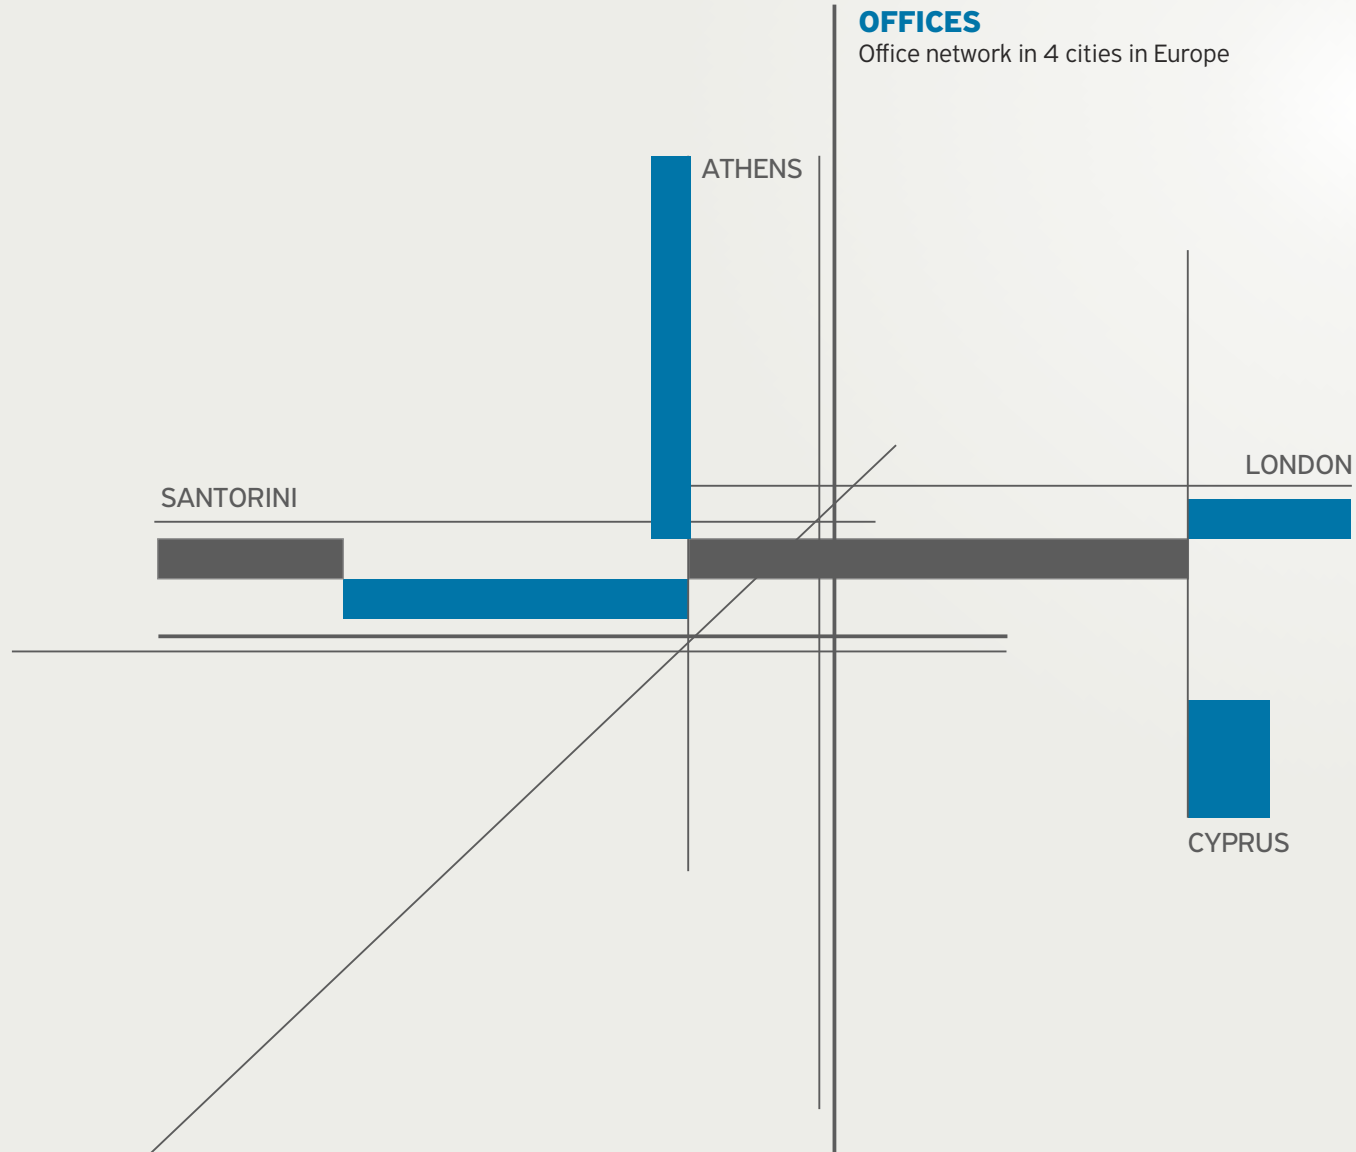 OFFICES
Office network in 4 cities in Europe
ATHENS
LONDON
SANTORINI
CYPRUS